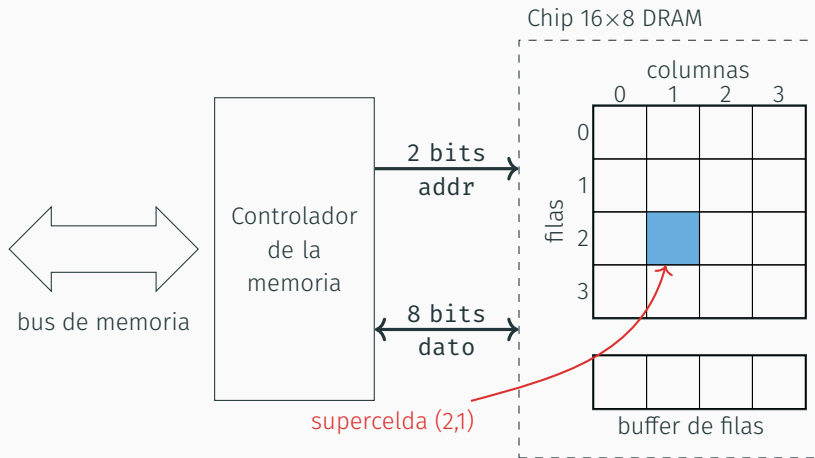 Chip 16×8 DRAM
columnas
0 1 2 3
0
1
2
3
filas
2 bits
addr
Controlador
de la
memoria
bus de memoria
8 bits
dato
supercelda (2,1)
buffer de filas